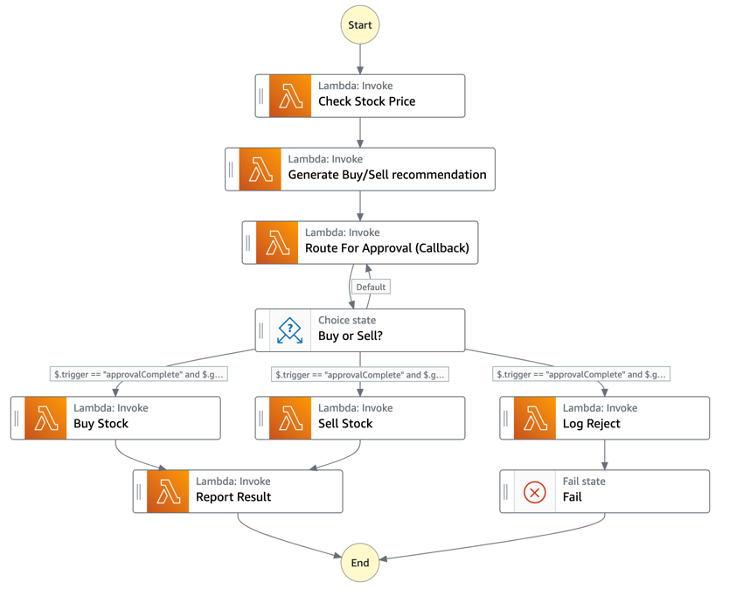 Start
Lambda: Invoke
Check Stock Price
Lambda: Invoke
Generate Buy/Sell recommendation
Lambda: Invoke
Route For Approval (Callback)
Default
Choice state
Buy or Sell?
$.trigger == "approvalComplete" and $.g...
$.trigger == "approvalComplete" and $.g...
$.trigger == "approvalComplete" and $.g...
Lambda: Invoke
Buy Stock
Lambda: Invoke
Sell Stock
Lambda: Invoke
Log Reject
Lambda: Invoke
Report Result
Fail state
Fail
End